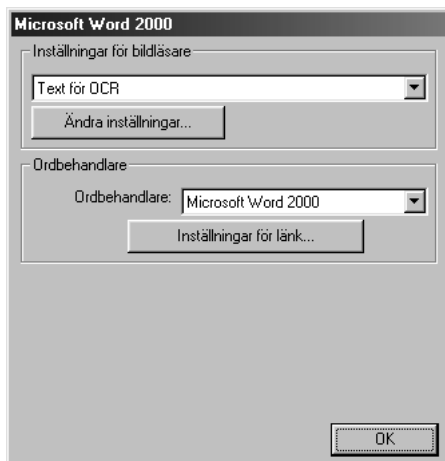 Microsoft Word 2000
Inställningar för bildläsare
Text för OCR
Ändra inställningar...
Ordbehandlare
Ordbehandlare: Microsoft Word 2000
Inställningar för länk...
OK